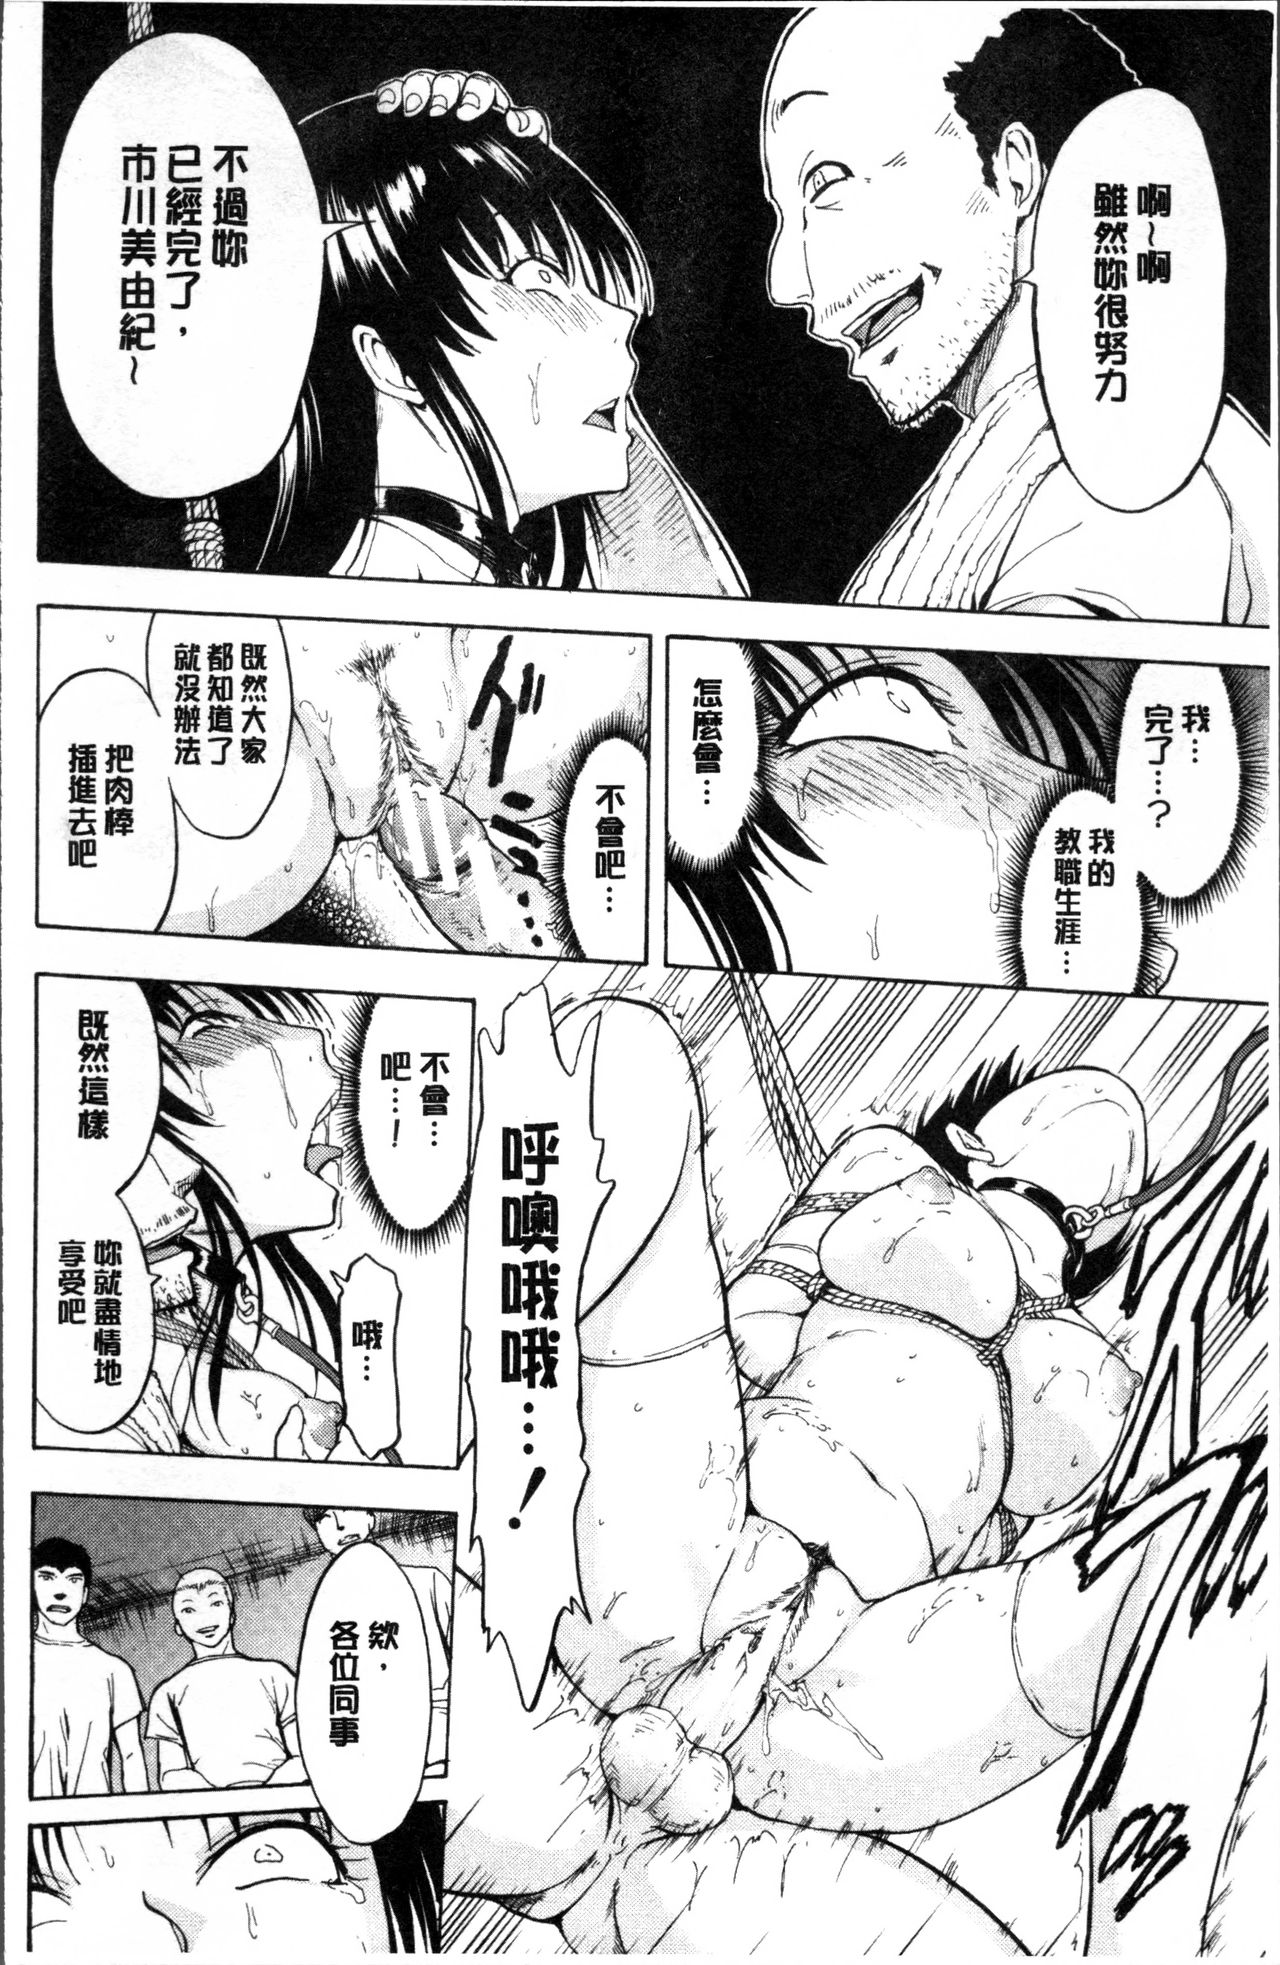 啊～啊
雖然妳很努力
不過妳
已經完了，
市川美由紀～
我…
完了…？
我的
教職生涯…
怎麼會…
不會吧…
既然大家
都知道了
就沒辦法
把肉棒
插進去吧
呼噢哦哦…！
不會…
吧…！
哦…
既然這樣
妳就盡情地
享受吧
欸，
各位同事